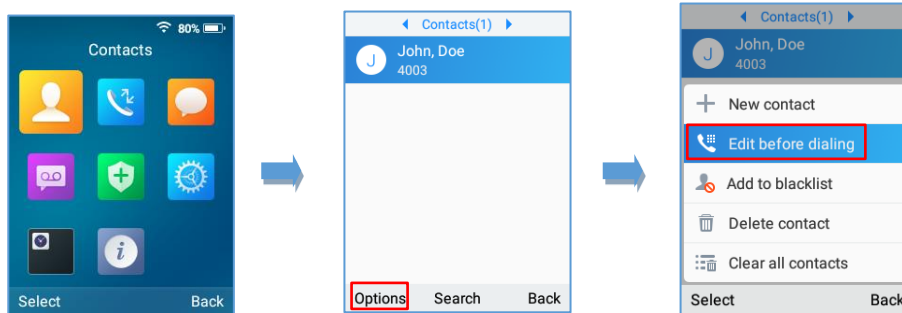 80%
Contacts
i
Select Back
Contacts(1)
J
John, Doe
4003
Options Search Back
Contacts(1)
J
John, Doe
4003
New contact
Edit before dialing
Add to blacklist
Delete contact
Clear all contacts
Select Back